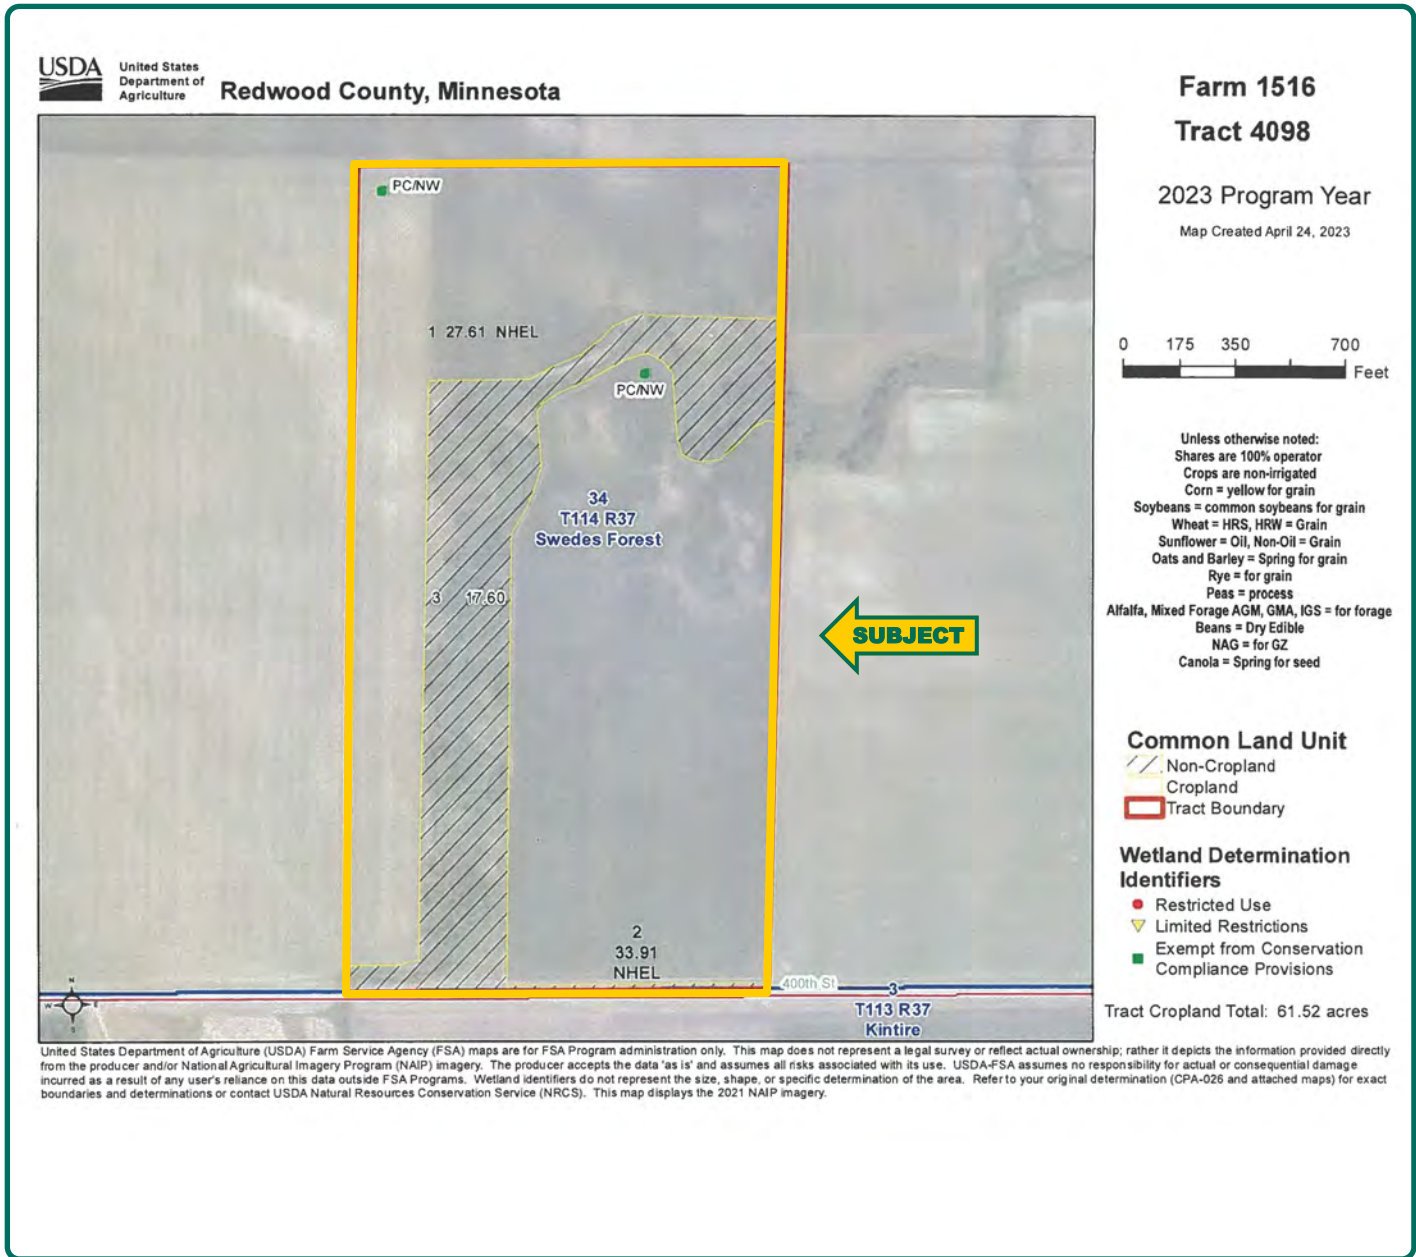 USDA
United States
Department of
Agriculture
Redwood County, Minnesota
Farm 1516
Tract 4098
2023 Program Year
Map Created April 24, 2023
PC/NW
1 27.61 NHEL
PC/NW
34
T114 R37
Swedes Forest
3 17.60
SUBJECT
2
33.91
NHEL
400th St
3
T113 R37
Kintire
N
W E
S
0 175 350 700
Feet
Unless otherwise noted:
Shares are 100% operator
Crops are non-irrigated
Corn = yellow for grain
Soybeans = common soybeans for grain
Wheat = HRS, HRW = Grain
Sunflower = Oil, Non-Oil = Grain
Oats and Barley = Spring for grain
Rye = for grain
Peas = process
Alfalfa, Mixed Forage AGM, GMA, IGS = for forage
Beans = Dry Edible
NAG = for GZ
Canola = Spring for seed
Common Land Unit
Non-Cropland
Cropland
Tract Boundary
Wetland Determination
Identifiers
Restricted Use
Limited Restrictions
Exempt from Conservation
Compliance Provisions
Tract Cropland Total: 61.52 acres
United States Department of Agriculture (USDA) Farm Service Agency (FSA) maps are for FSA Program administration only. This map does not represent a legal survey or reflect actual ownership; rather it depicts the information provided directly
from the producer and/or National Agricultural Imagery Program (NAIP) imagery. The producer accepts the data 'as is' and assumes all risks associated with its use. USDA-FSA assumes no responsibility for actual or consequential damage
incurred as a result of any user's reliance on this data outside FSA Programs. Wetland identifiers do not represent the size, shape, or specific determination of the area. Refer to your original determination (CPA-026 and attached maps) for exact
boundaries and determinations or contact USDA Natural Resources Conservation Service (NRCS). This map displays the 2021 NAIP imagery.